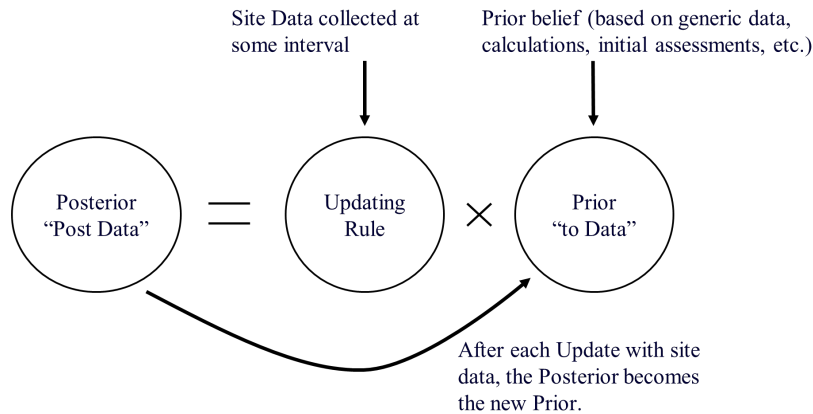 Site Data collected at
some interval
Prior belief (based on generic data,
calculations, initial assessments, etc.)
Posterior
“Post Data”
=
Updating
Rule
×
Prior
“to Data”
After each Update with site
data, the Posterior becomes
the new Prior.